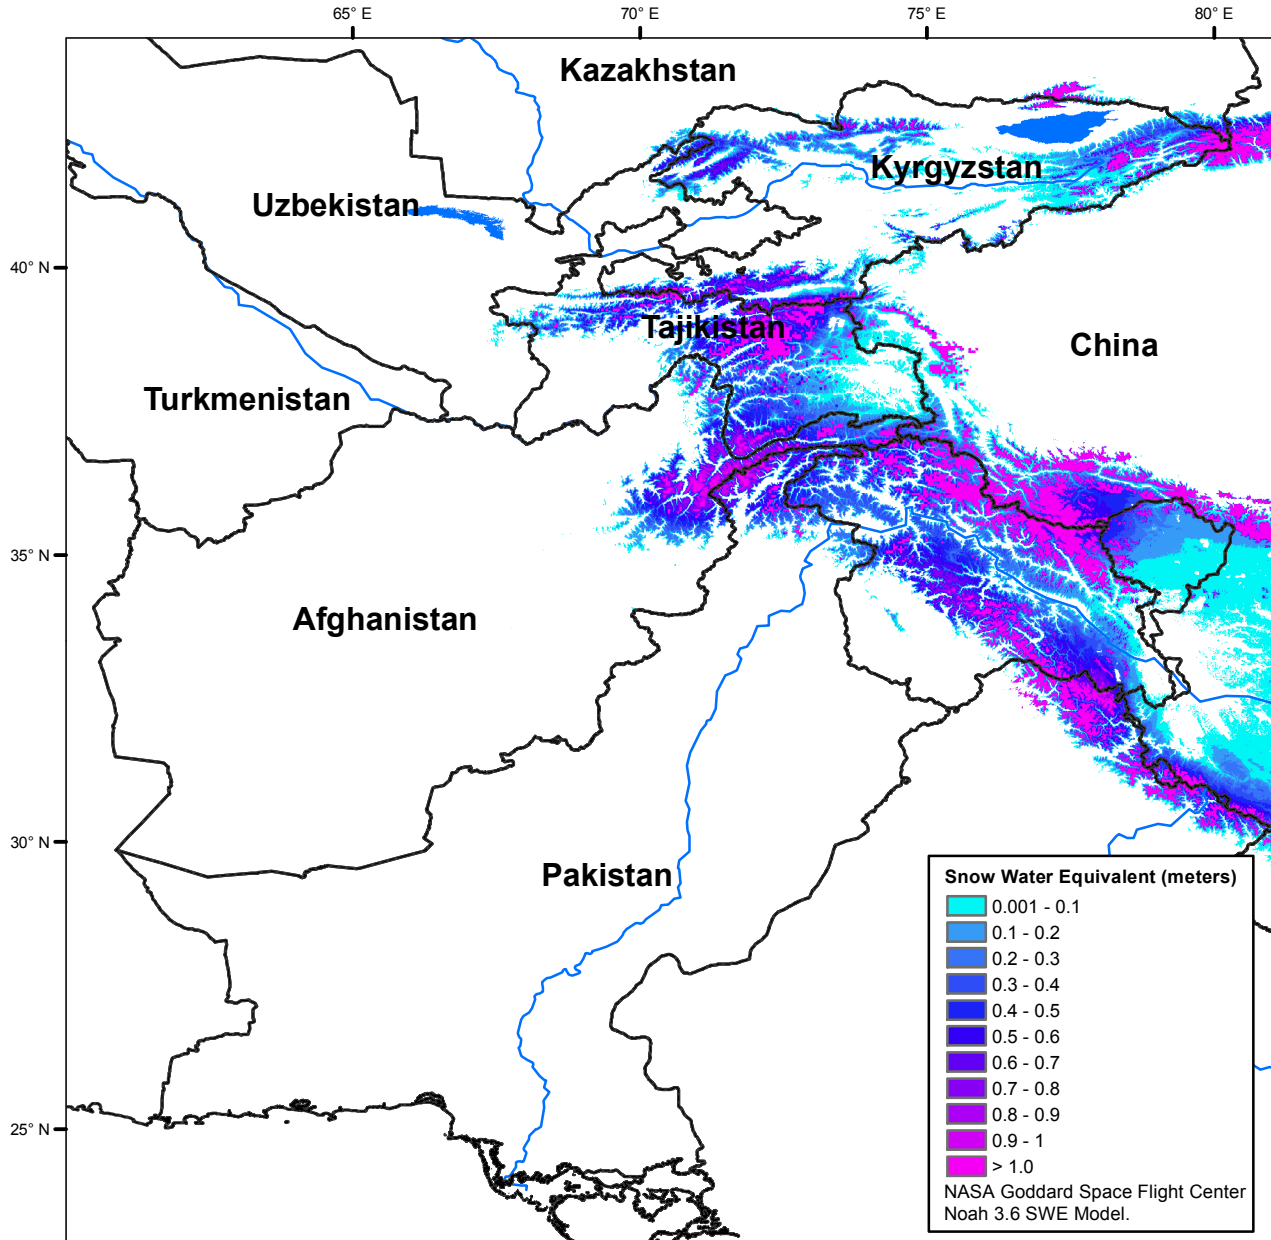 65° E
70° E
75° E
80° E
Kazakhstan
Kyrgyzstan
Uzbekistan
40° N
Tajikistan
China
Turkmenistan
35° N
Afghanistan
30° N
Pakistan
25° N
Snow Water Equivalent (meters)
0.001 - 0.1
0.1 - 0.2
0.2 - 0.3
0.3 - 0.4
0.4 - 0.5
0.5 - 0.6
0.6 - 0.7
0.7 - 0.8
0.8 - 0.9
0.9 - 1
> 1.0
NASA Goddard Space Flight Center
Noah 3.6 SWE Model.